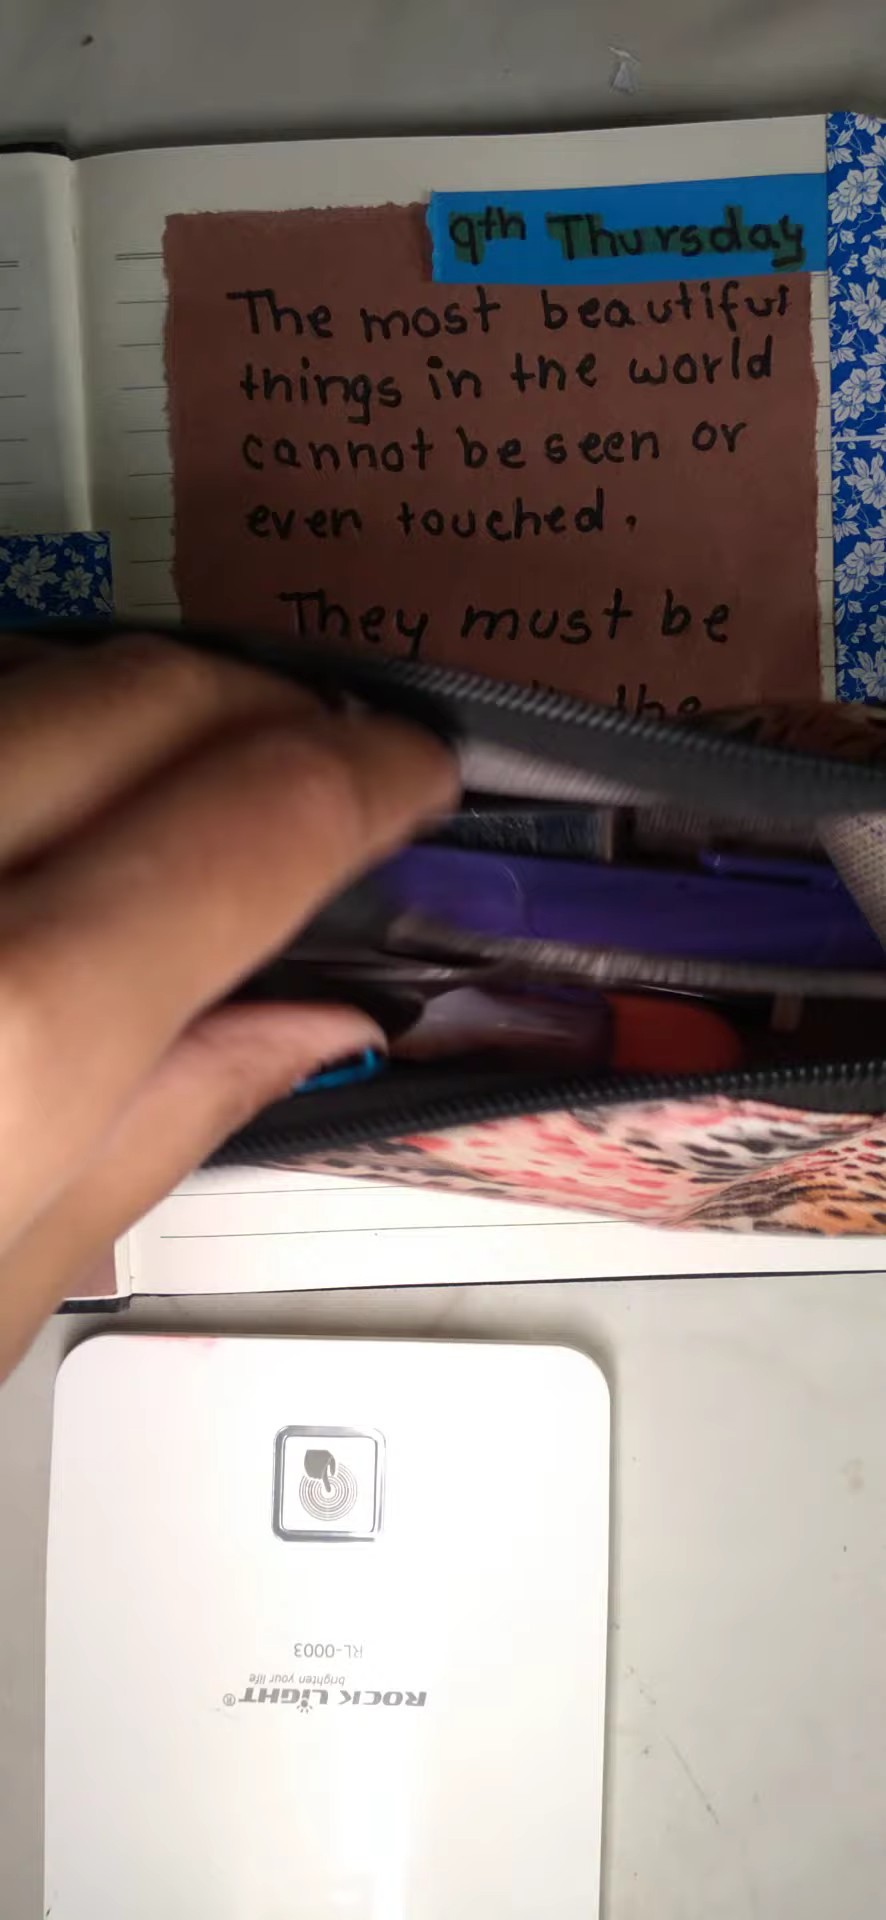 9th Thursday
The most beautiful
things in the world
cannot be seen or
even touched.
They must be
the
RL-0003
brighten your life
ROCK LIGHT®